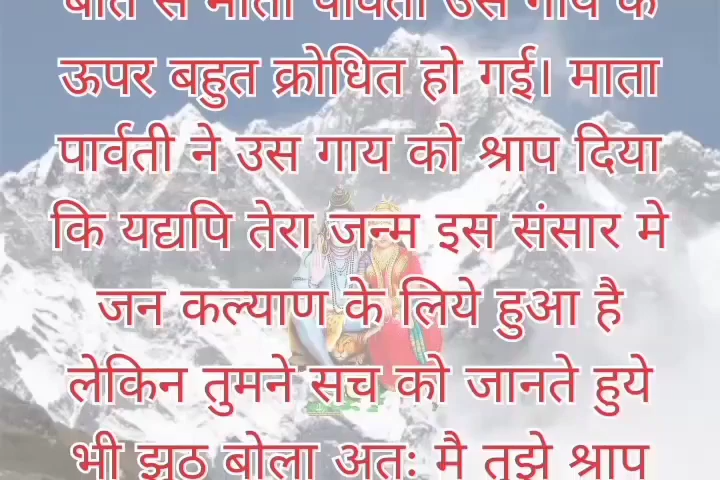 बात से माता पार्वती उस गाय के
ऊपर बहुत क्रोधित हो गई। माता
पार्वती ने उस गाय को श्राप दिया
कि यद्यपि तेरा जन्म इस संसार मे
जन कल्याण के लिये हुआ है
लेकिन तुमने सच को जानते हुये
भी झूठ बोला अतः मै तुझे श्राप